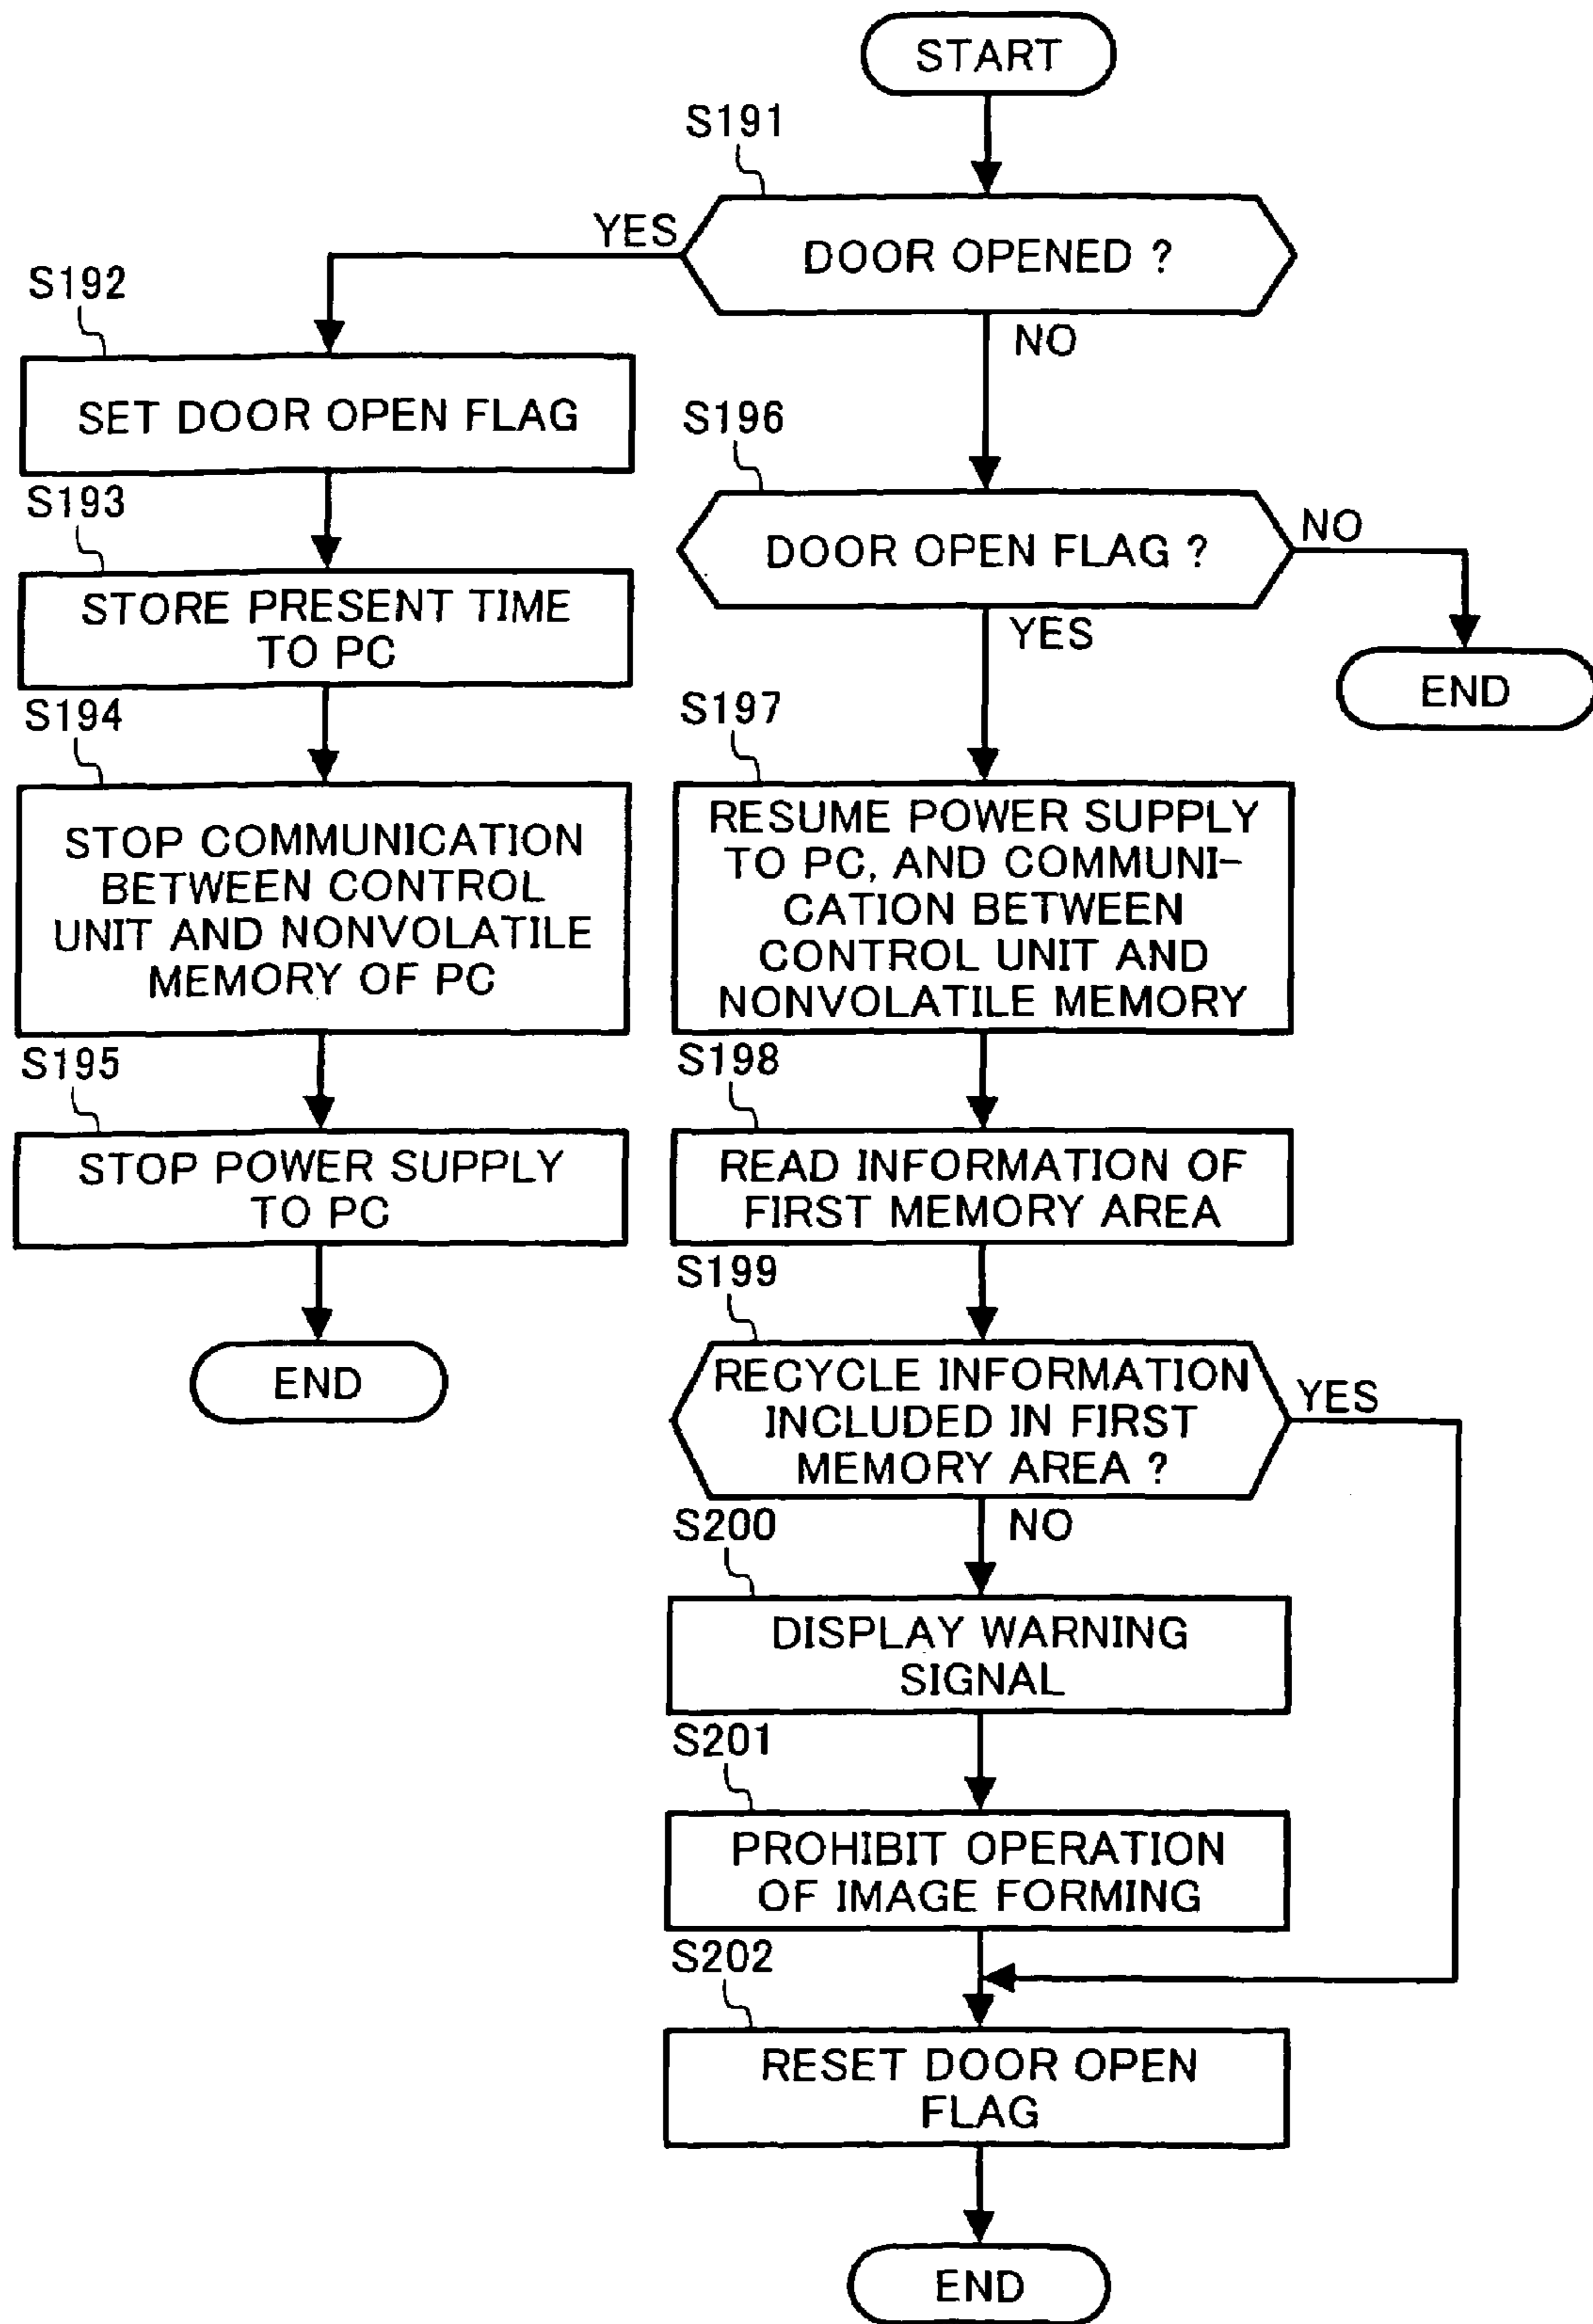 START
S191
DOOR OPENED ?
YES
NO
S192
SET DOOR OPEN FLAG
S193
STORE PRESENT TIME
TO PC
S194
STOP COMMUNICATION
BETWEEN CONTROL
UNIT AND NONVOLATILE
MEMORY OF PC
S195
STOP POWER SUPPLY
TO PC
END
S196
DOOR OPEN FLAG ?
NO
END
YES
S197
RESUME POWER SUPPLY
TO PC, AND COMMUNI-
CATION BETWEEN
CONTROL UNIT AND
NONVOLATILE MEMORY
S198
READ INFORMATION OF
FIRST MEMORY AREA
S199
RECYCLE INFORMATION
INCLUDED IN FIRST
MEMORY AREA ?
YES
NO
S200
DISPLAY WARNING
SIGNAL
S201
PROHIBIT OPERATION
OF IMAGE FORMING
S202
RESET DOOR OPEN
FLAG
END